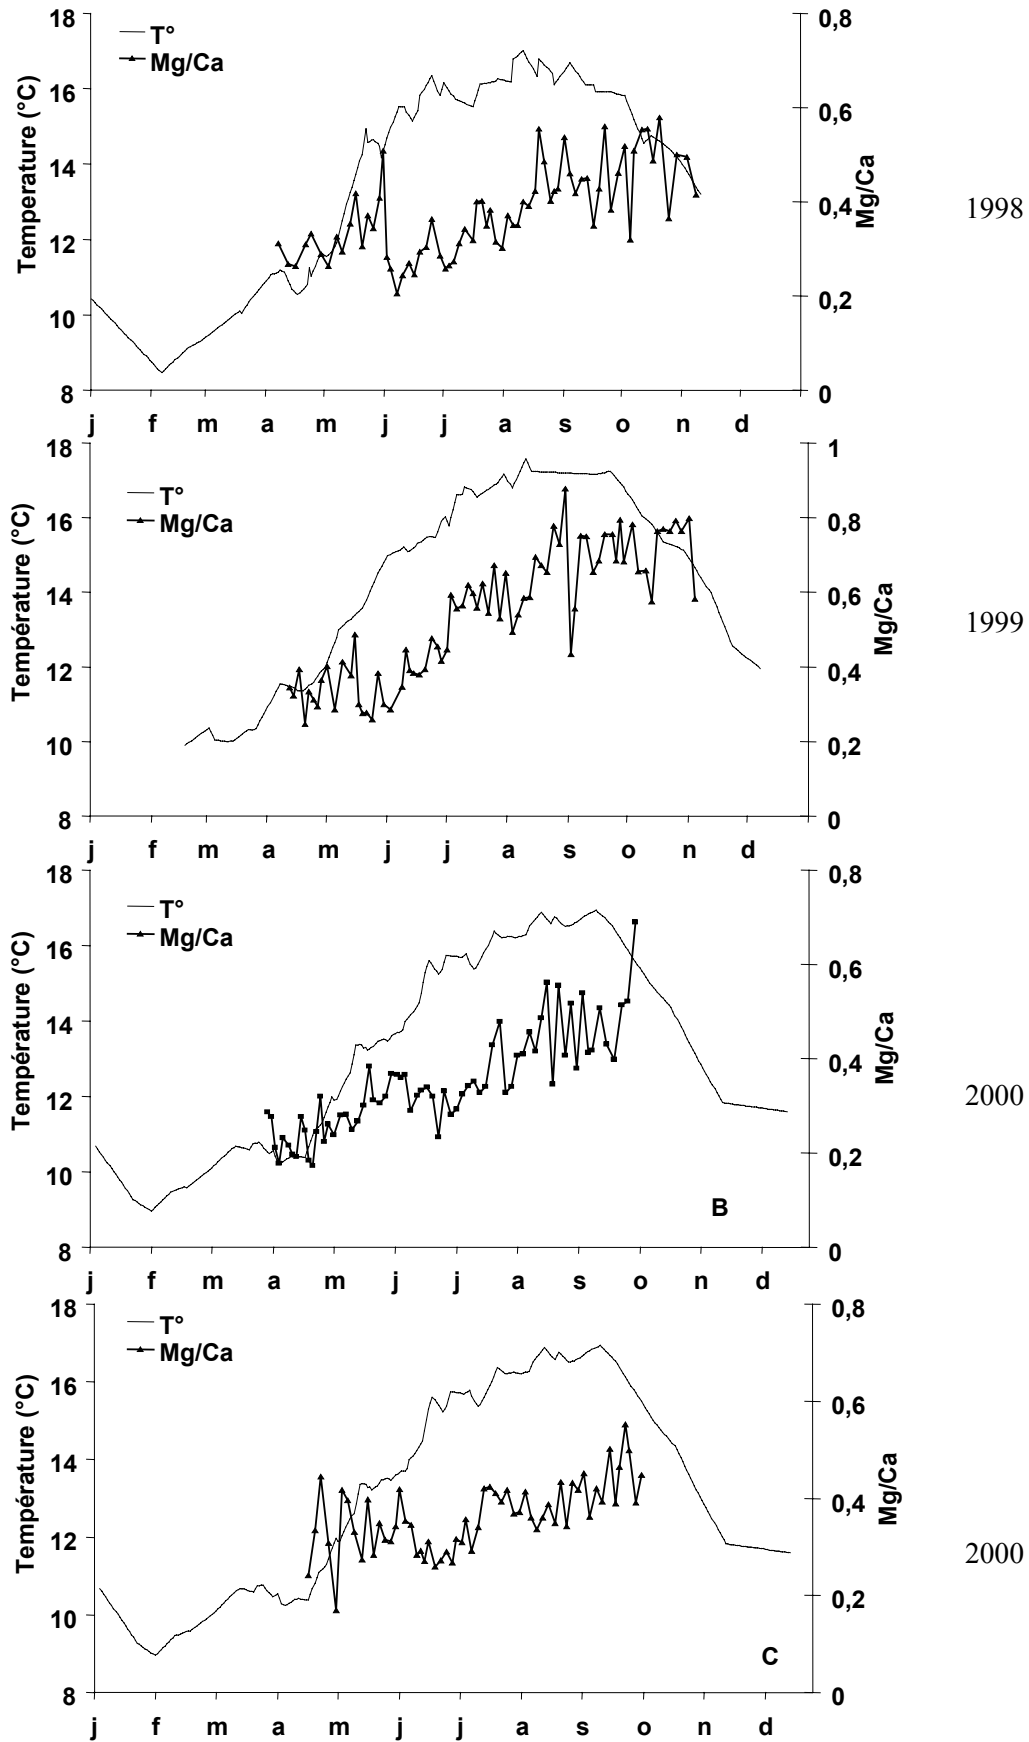 18
0,8
T°
Mg/Ca
16
0,6
14
Temperature (°C)
Mg/Ca
0,4
1998
12
0,2
10
8
0
j f m a m j j a s o n d
18
1
T°
Mg/Ca
16
0,8
14
Température (°C)
Mg/Ca
0,6
1999
12
0,4
10
0,2
8
0
j f m a m j j a s o n d
18
0,8
T°
Mg/Ca
16
0,6
14
Température (°C)
Mg/Ca
0,4
2000
12
0,2
10
B
8
0
j f m a m j j a s o n d
18
0,8
T°
Mg/Ca
16
0,6
14
Température (°C)
Mg/Ca
0,4
2000
12
0,2
10
C
8
0
j f m a m j j a s o n d